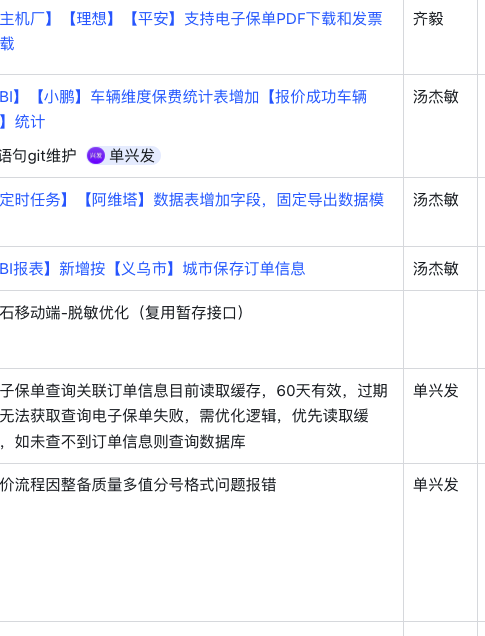 主机厂】【理想】【平安】支持电子保单PDF下载和发票
载
齐毅
BI】【小鹏】车辆维度保费统计表增加【报价成功车辆
】统计
语句git维护 兴发 单兴发
汤杰敏
定时任务】【阿维塔】数据表增加字段，固定导出数据模
汤杰敏
BI报表】新增按【义乌市】城市保存订单信息
汤杰敏
石移动端-脱敏优化（复用暂存接口）
子保单查询关联订单信息目前读取缓存，60天有效，过期
无法获取查询电子保单失败，需优化逻辑，优先读取缓
，如未查不到订单信息则查询数据库
单兴发
价流程因整备质量多值分号格式问题报错
单兴发